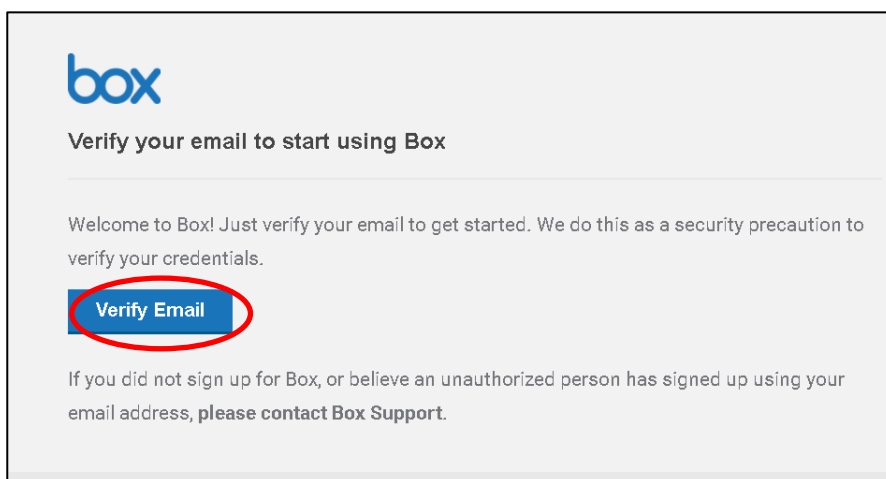 box
Verify your email to start using Box
Welcome to Box! Just verify your email to get started. We do this as a security precaution to
verify your credentials.
Verify Email
If you did not sign up for Box, or believe an unauthorized person has signed up using your
email address, please contact Box Support.